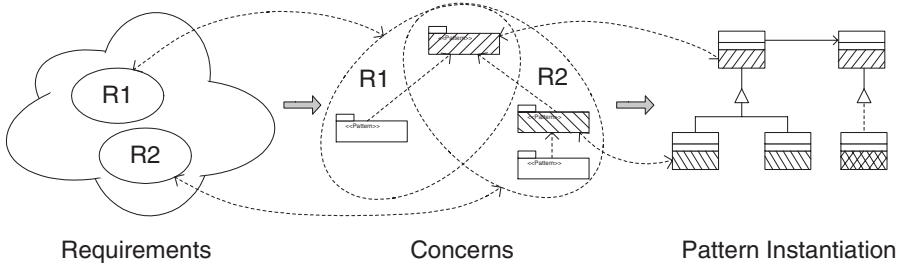 <<Pattern>>
R1
R1
R2
<<Pattern>>
<<Pattern>>
R2
<<Pattern>>
Requirements
Concerns
Pattern Instantiation